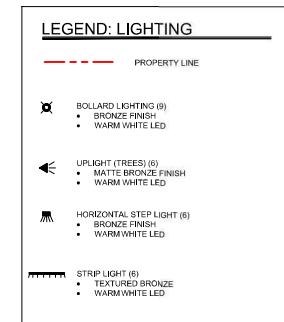 LEGEND: LIGHTING
PROPERTY LINE
BOLLARD LIGHTING (9)
• BRONZE FINISH
• WARM WHITE LED
UPLIGHT (TREES) (6)
• MATTE BRONZE FINISH
• WARM WHITE LED
HORIZONTAL STEP LIGHT (6)
• BRONZE FINISH
• WARM WHITE LED
STRIP LIGHT (6)
• TEXTURED BRONZE
• WARM WHITE LED